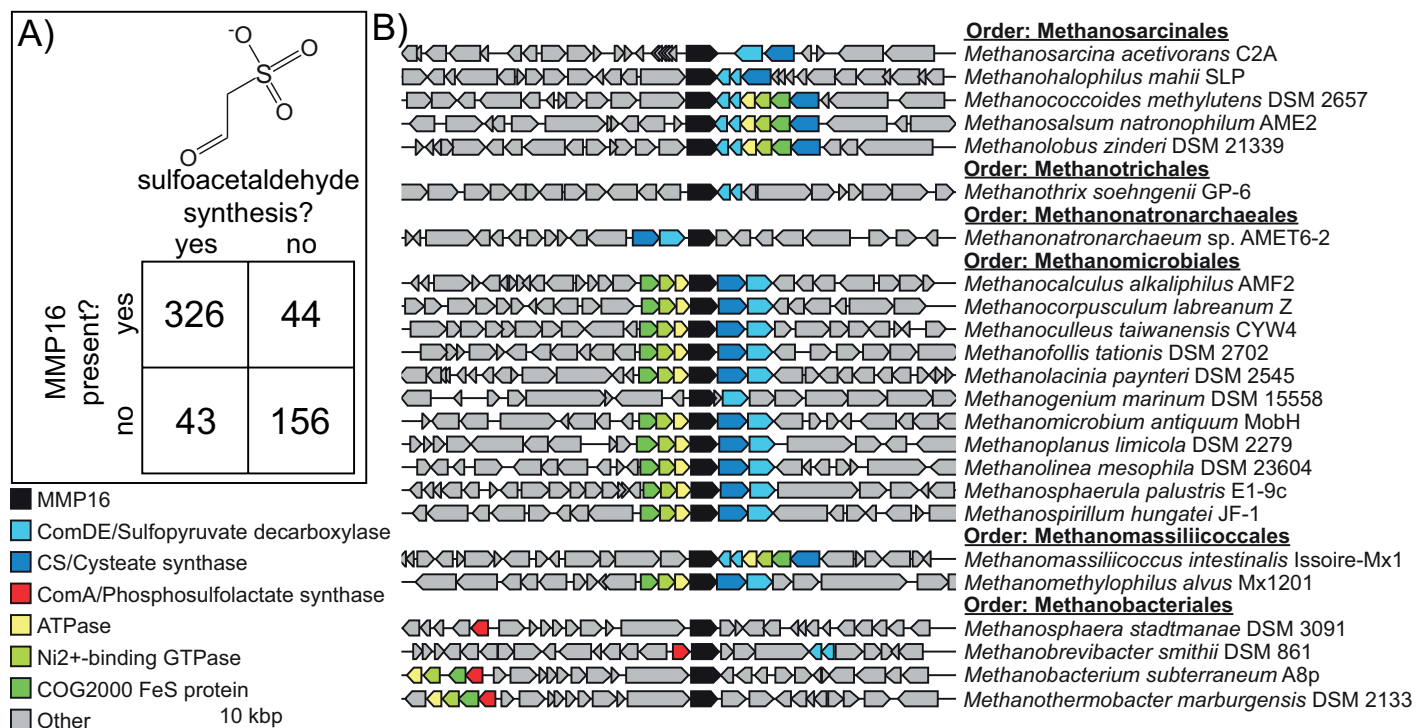 A)
-O
O
S
O
O
sulfoacetaldehyde
synthesis?
yes no
MMP16
present?
yes
no
326 44
43 156
MMP16
ComDE/Sulfopyruvate decarboxylase
CS/Cysteate synthase
ComA/Phosphosulfolactate synthase
ATPase
Ni2+-binding GTPase
COG2000 FeS protein
Other
10 kbp
B)
Order: Methanosarcinales
Methanosarcina acetivorans C2A
Methanohalophilus mahii SLP
Methanococcoides methylutens DSM 2657
Methanosalsum natronophilum AME2
Methanolobus zinderi DSM 21339
Order: Methanotrichales
Methanothrix soehngenii GP-6
Order: Methanonatronarchaeales
Methanonatronarchaeum sp. AMET6-2
Order: Methanomicrobiales
Methanocalculus alkaliphilus AMF2
Methanocorpusculum labreanum Z
Methanoculleus taiwanensis CYW4
Methanofollis tationis DSM 2702
Methanolacinia paynteri DSM 2545
Methanogenium marinum DSM 15558
Methanomicrobium antiquum MobH
Methanoplanus limicola DSM 2279
Methanolinea mesophila DSM 23604
Methanosphaerula palustris E1-9c
Methanospirillum hungatei JF-1
Order: Methanomassiliicoccales
Methanomassiliicoccus intestinalis Issoire-Mx1
Methanomethylophilus alvus Mx1201
Order: Methanobacteriales
Methanosphaera stadtmanae DSM 3091
Methanobrevibacter smithii DSM 861
Methanobacterium subterraneum A8p
Methanothermobacter marburgensis DSM 2133